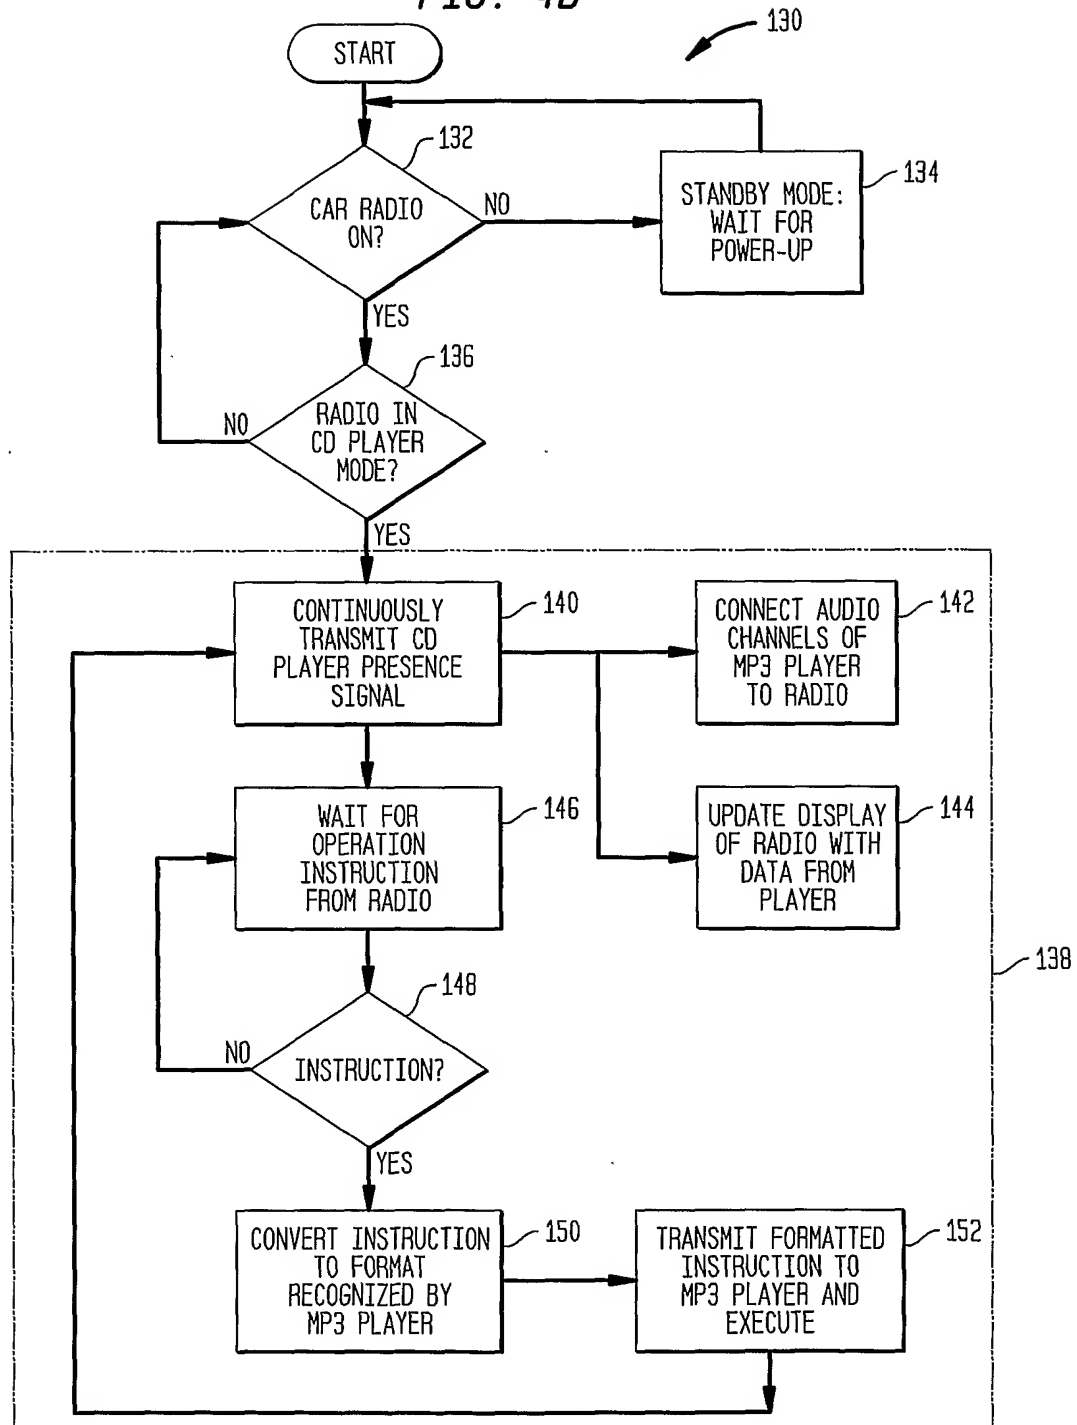 130
START
132
CAR RADIO
ON?
NO
134
STANDBY MODE:
WAIT FOR
POWER-UP
YES
136
RADIO IN
CD PLAYER
MODE?
NO
YES
140
CONTINUOUSLY
TRANSMIT CD
PLAYER PRESENCE
SIGNAL
142
CONNECT AUDIO
CHANNELS OF
MP3 PLAYER
TO RADIO
146
WAIT FOR
OPERATION
INSTRUCTION
FROM RADIO
144
UPDATE DISPLAY
OF RADIO WITH
DATA FROM
PLAYER
138
148
INSTRUCTION?
NO
YES
150
CONVERT INSTRUCTION
TO FORMAT
RECOGNIZED BY
MP3 PLAYER
152
TRANSMIT FORMATTED
INSTRUCTION TO
MP3 PLAYER AND
EXECUTE